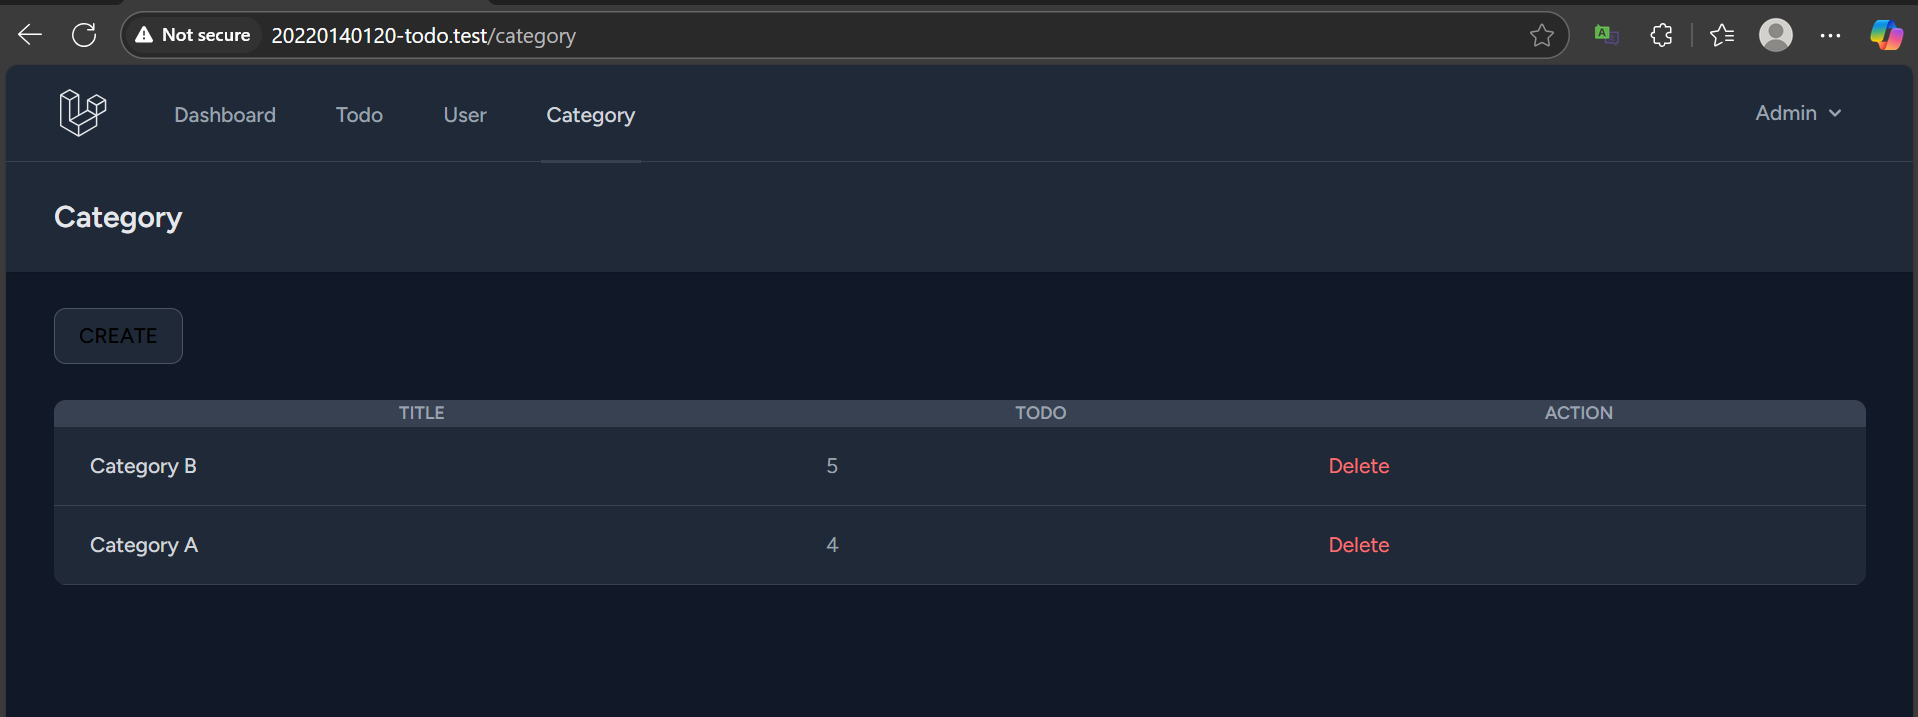 Not secure 20220140120-todo.test/category
Dashboard Todo User Category Admin
Category
CREATE
TITLE TODO ACTION
Category B 5 Delete
Category A 4 Delete